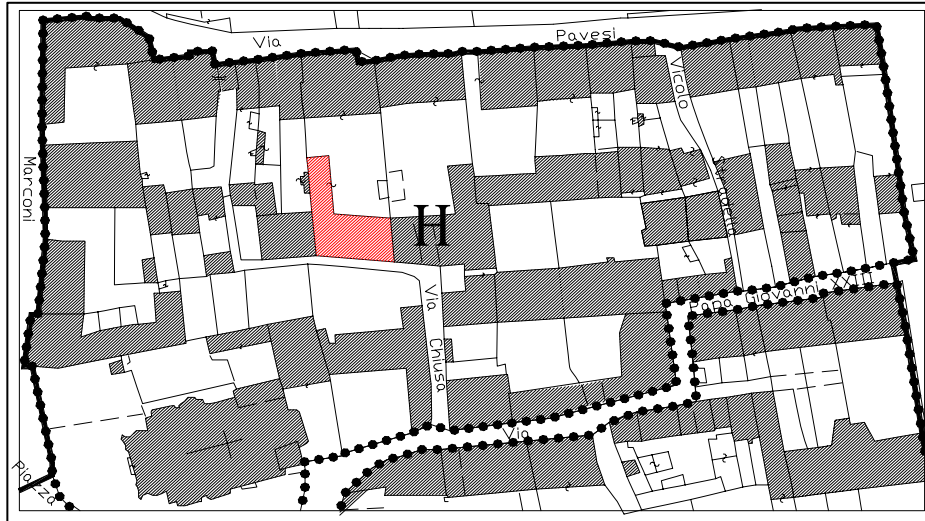 Via
Pavesi
Vicolo
Marconi
H
Via
Chiusa
Papa Giovanni XXIII
Via
Piazza